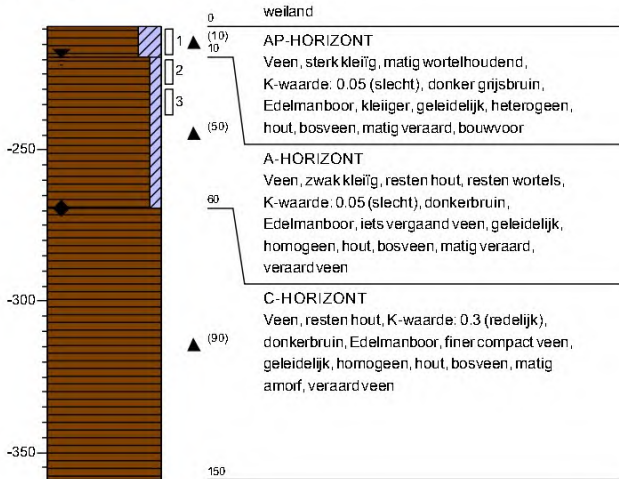 0
weiland
1
(10)
10
AP-HORIZONT
Veen, sterk kleiïg, matig wortelhoudend,
K-waarde: 0.05 (slecht), donker grijsbruin,
Edelmanboor, kleiiger, geleidelijk, heterogeen,
hout, bosveen, matig veraard, bouwvoor
2
3
(50)
-250
A-HORIZONT
Veen, zwak kleiïg, resten hout, resten wortels,
K-waarde: 0.05 (slecht), donkerbruin,
Edelmanboor, iets vergaand veen, geleidelijk,
homogeen, hout, bosveen, matig veraard,
veraard veen
60
-300
C-HORIZONT
Veen, resten hout, K-waarde: 0.3 (redelijk),
donkerbruin, Edelmanboor, finer compact veen,
geleidelijk, homogeen, hout, bosveen, matig
amorf, veraard veen
(90)
-350
150